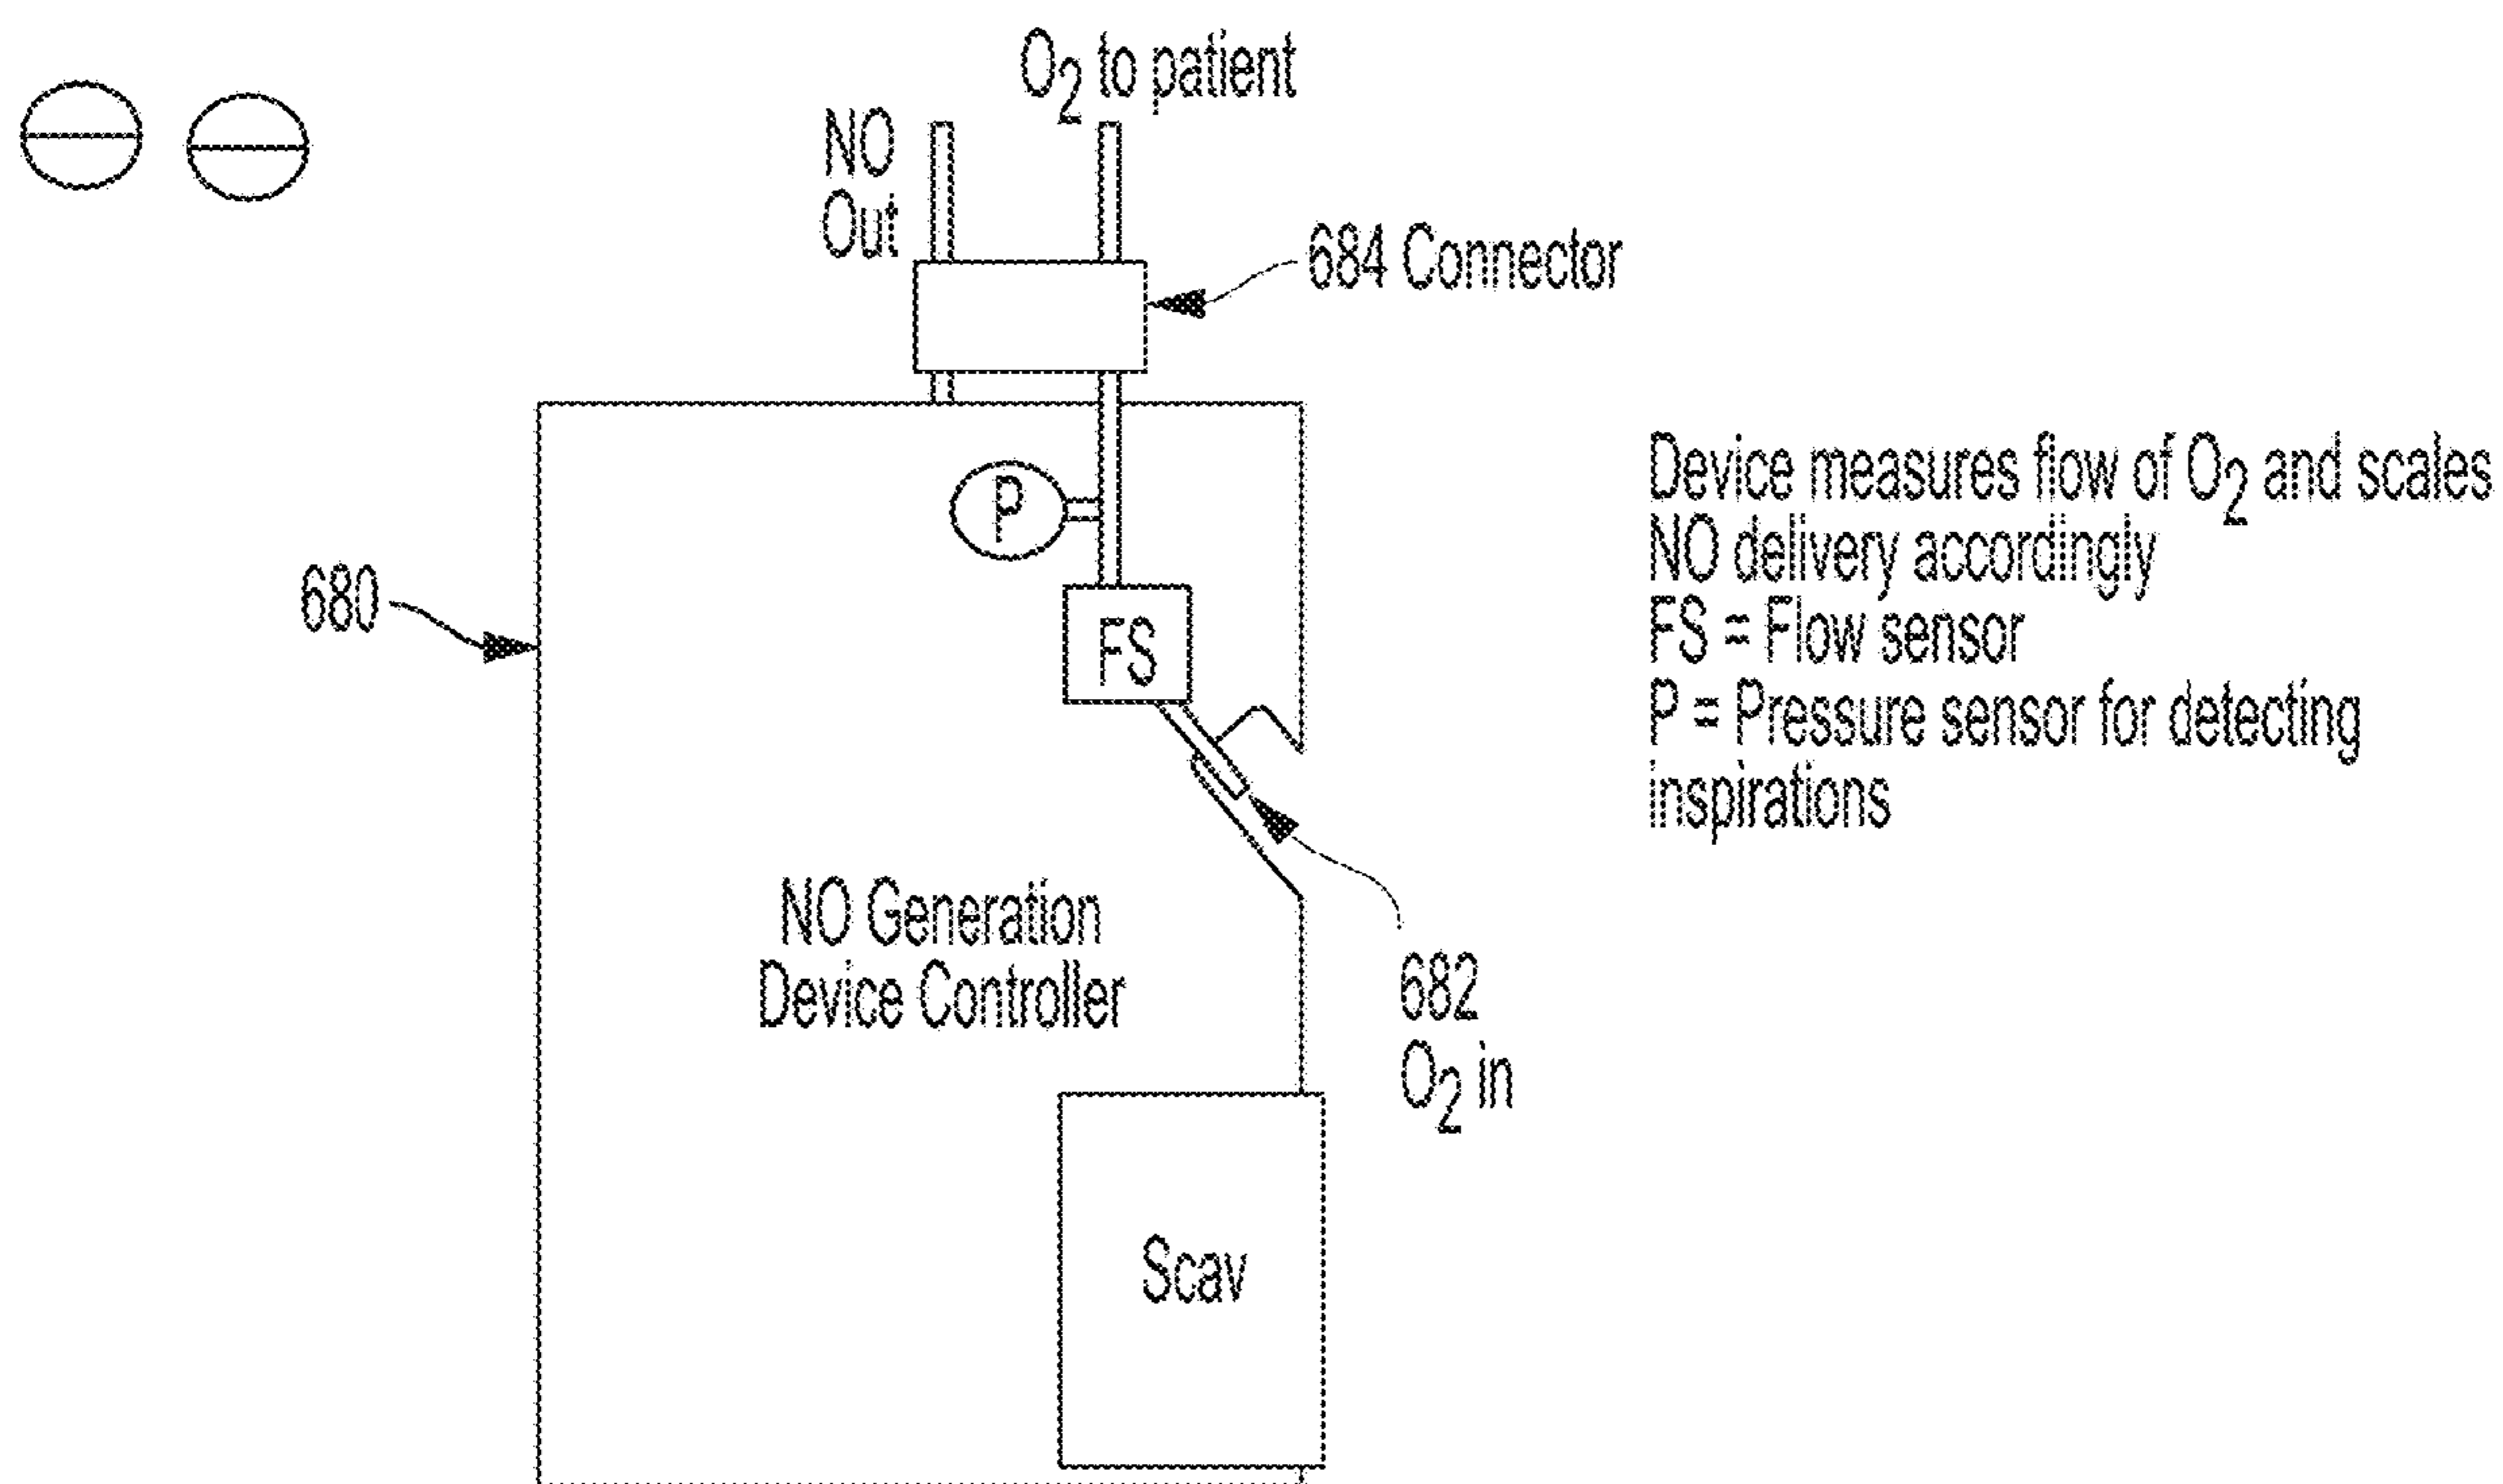 O2 to patient
NO
Out
684 Connector
Device measures flow of O2 and scales
NO delivery accordingly
FS = Flow sensor
P = Pressure sensor for detecting
inspirations
P
680
FS
NO Generation
Device Controller
682
O2 in
Scav